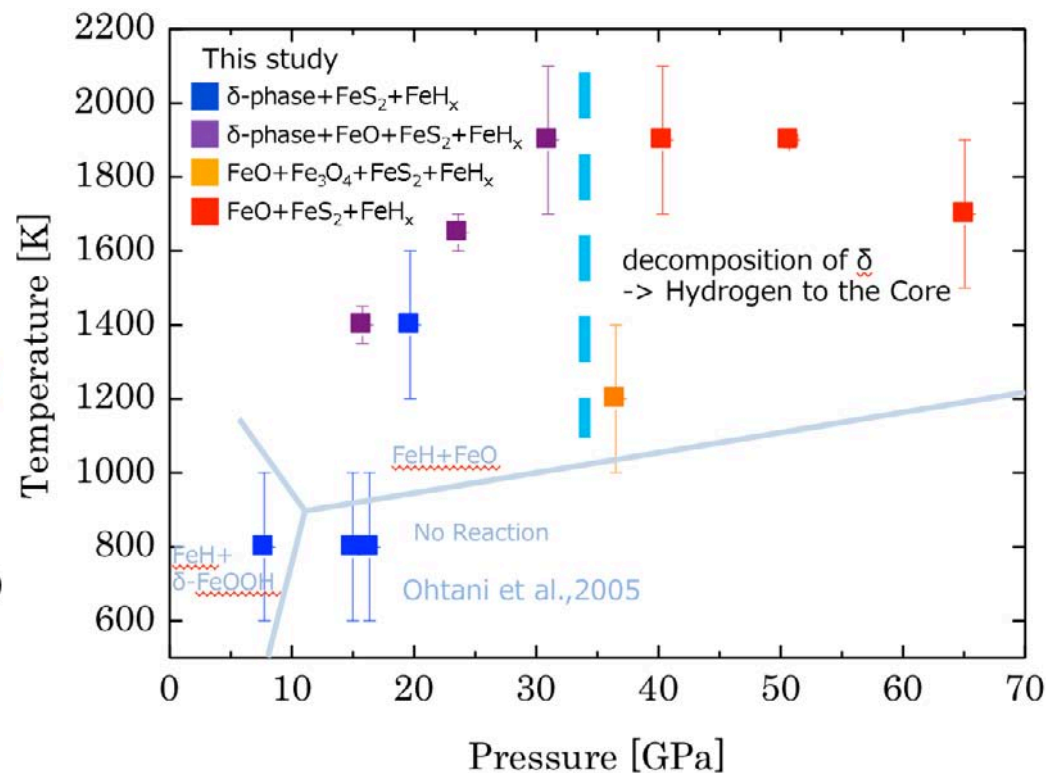 This study
δ-phase+FeS₂+FeHₓ
δ-phase+FeO+FeS₂+FeHₓ
FeO+Fe₃O₄+FeS₂+FeHₓ
FeO+FeS₂+FeHₓ
decomposition of δ
-> Hydrogen to the Core
FeH+FeO
No Reaction
FeH+
δ-FeOOH
Ohtani et al.,2005
Temperature [K]
2200
2000
1800
1600
1400
1200
1000
800
600
0 10 20 30 40 50 60 70
Pressure [GPa]